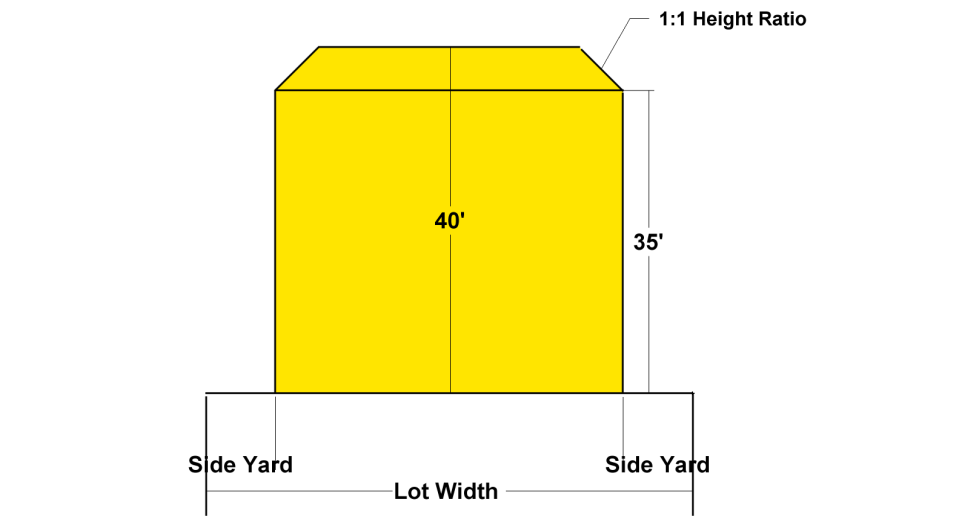 1:1 Height Ratio
40'
35'
Side Yard
Side Yard
Lot Width